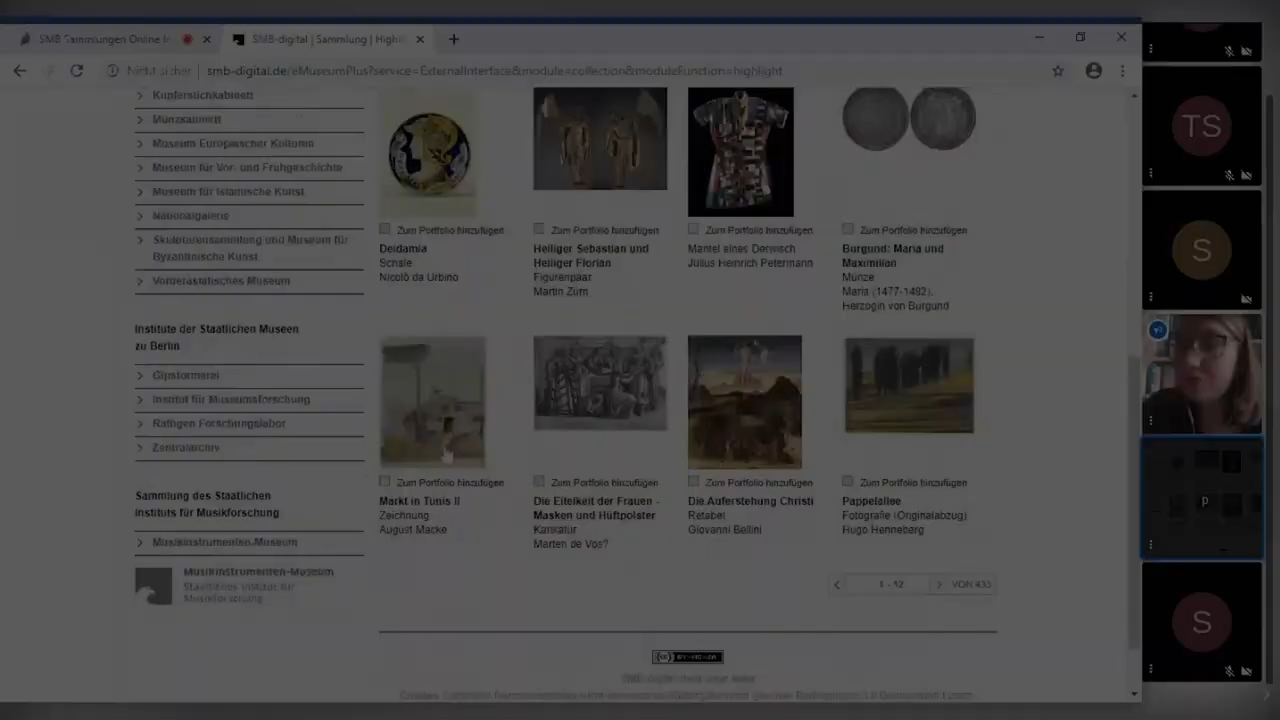 SMB Sammlungen Online
SMB-digital | Sammlung | Highl
Nicht sicher
smb-digital.de/eMuseumPlus?service=ExternalInterface&module=collection&moduleFunction=highlight
Kupferstichkabinett
Münzkabinett
Museum Europäischer Kulturen
Museum für Vor- und Frühgeschichte
Museum für Islamische Kunst
Nationalgalerie
Skulpturensammlung und Museum für
Byzantinische Kunst
Vorderasiatisches Museum
Institute der Staatlichen Museen
zu Berlin
Gipsformerei
Institut für Museumsforschung
Rathgen Forschungslabor
Zentralarchiv
Sammlung des Staatlichen
Instituts für Musikforschung
Musikinstrumenten-Museum
Musikinstrumenten-Museum
Staatliches Institut für
Musikforschung
Zum Portfolio hinzufügen
Deidamia
Schale
Nicolò da Urbino
Zum Portfolio hinzufügen
Heiliger Sebastian und
Heiliger Florian
Figurenpaar
Martin Zürn
Zum Portfolio hinzufügen
Mantel eines Derwisch
Julius Heinrich Petermann
Zum Portfolio hinzufügen
Burgund: Maria und
Maximilian
Münze
Maria (1477-1482),
Herzogin von Burgund
Zum Portfolio hinzufügen
Markt in Tunis II
Zeichnung
August Macke
Zum Portfolio hinzufügen
Die Eitelkeit der Frauen -
Masken und Hüftpolster
Karikatur
Marten de Vos?
Zum Portfolio hinzufügen
Die Auferstehung Christi
Retabel
Giovanni Bellini
Zum Portfolio hinzufügen
Pappelallee
Fotografie (Originalabzug)
Hugo Henneberg
1 - 12
VON 433
TS
S
p
S